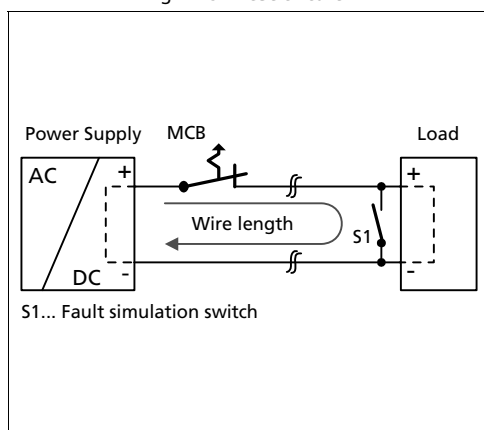 Power Supply
MCB
Load
AC
+
+
Wire length
S1
DC
-
-
S1... Fault simulation switch